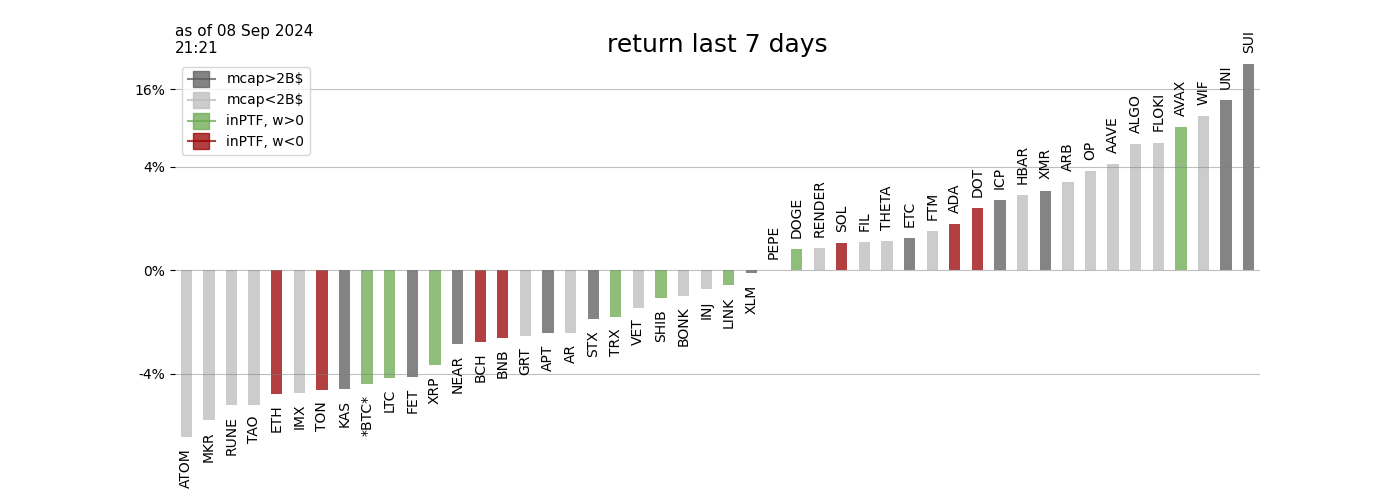 as of 08 Sep 2024
21:21
return last 7 days
mcap>2B$
mcap<2B$
inPTF, w>0
inPTF, w<0
16%
4%
0%
-4%
ATOM
MKR
RUNE
TAO
ETH
IMX
TON
KAS
*BTC*
LTC
FET
XRP
NEAR
BCH
BNB
GRT
APT
AR
STX
TRX
VET
SHIB
BONK
INJ
LINK
XLM
PEPE
DOGE
RENDER
SOL
FIL
THETA
ETC
FTM
ADA
DOT
ICP
HBAR
XMR
ARB
OP
AAVE
ALGO
FLOKI
AVAX
WIF
UNI
SUI